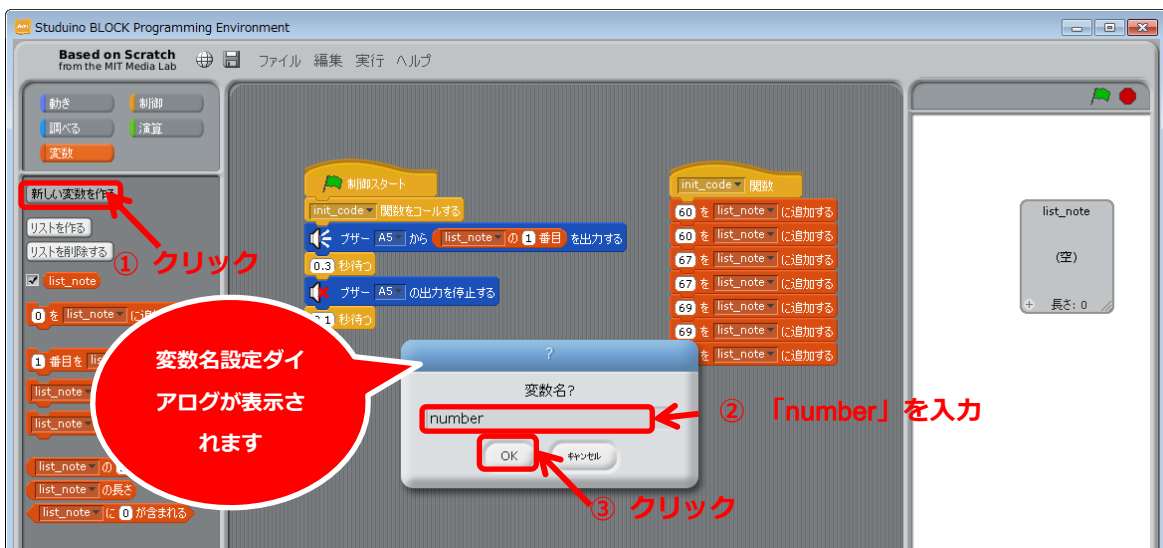 Studuino BLOCK Programming Environment
Based on Scratch
from the MIT Media Lab
ファイル 編集 実行 ヘルプ
動き 制御
調べる 演算
変数
新しい変数を作る
リストを作る
リストを削除する
① クリック
list_note
0 を list_note に追加
1 番目を
list_note
list_note
list_note の
list_note の長さ
list_note に 0 が含まれる
変数名設定ダイ
アログが表示さ
れます
制御スタート
init_code 関数をコールする
ブザー A5 から list_note の 1 番目 を出力する
0.3 秒待つ
ブザー A5 の出力を停止する
秒待つ
init_code 関数
60 を list_note に追加する
60 を list_note に追加する
67 を list_note に追加する
67 を list_note に追加する
69 を list_note に追加する
69 を list_note に追加する
を list_note に追加する
?
変数名?
number
OK キャンセル
② 「number」を入力
③ クリック
list_note
(空)
+ 長さ: 0